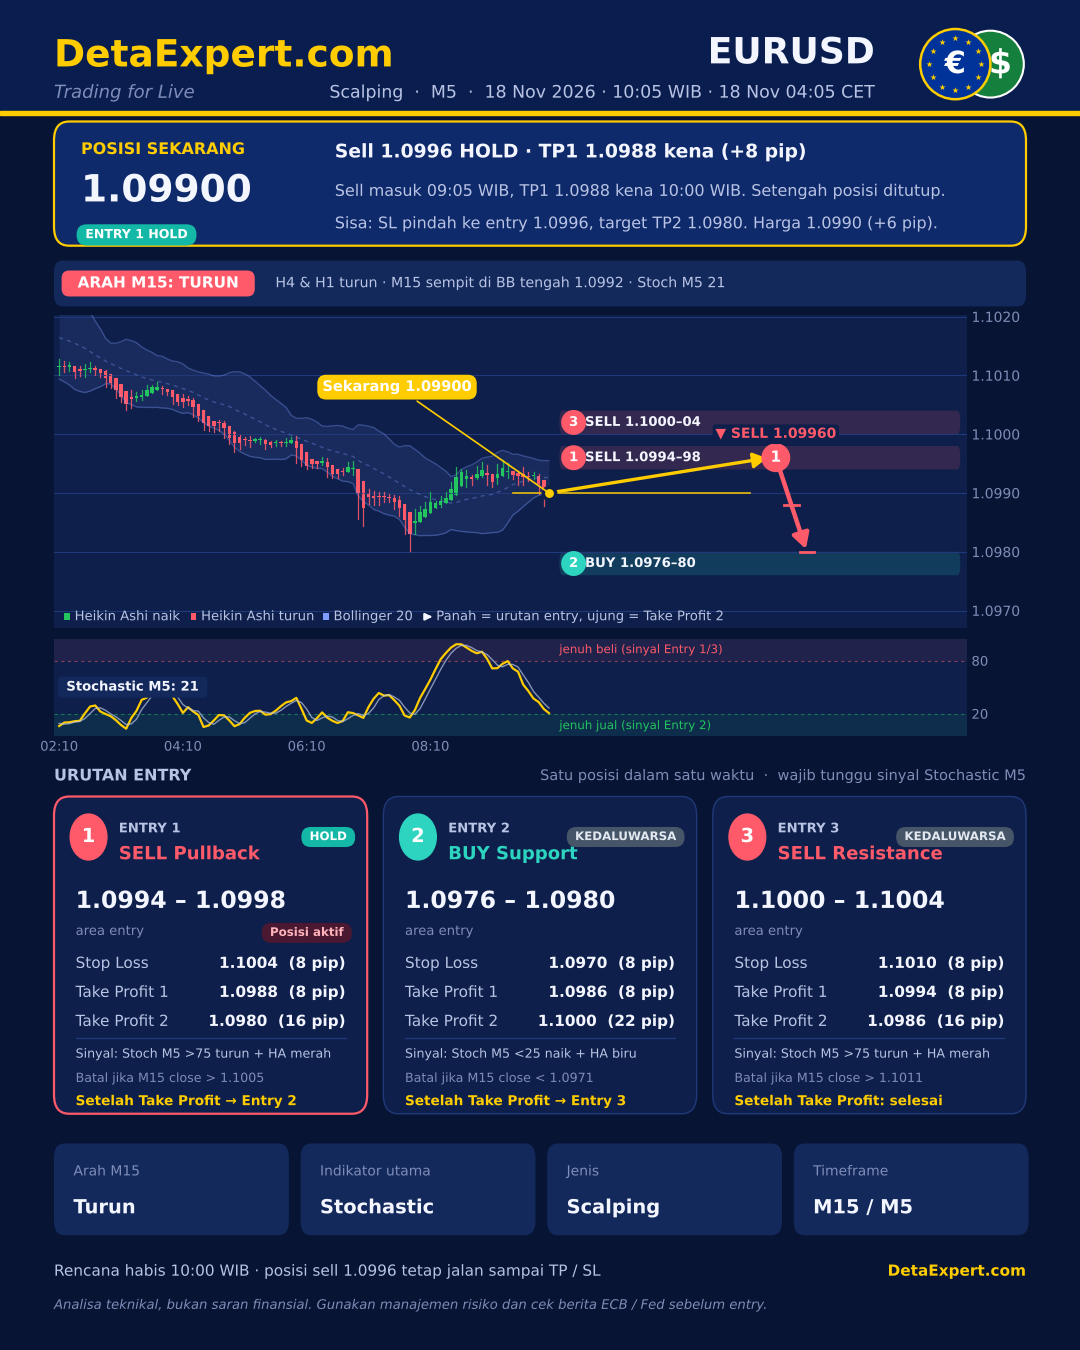 DetaExpert.com
Trading for Live
EURUSD
Scalping · M5 · 18 Nov 2026 · 10:05 WIB · 18 Nov 04:05 CET
€ $
POSISI SEKARANG
1.09900
ENTRY 1 HOLD
Sell 1.0996 HOLD · TP1 1.0988 kena (+8 pip)
Sell masuk 09:05 WIB, TP1 1.0988 kena 10:00 WIB. Setengah posisi ditutup.
Sisa: SL pindah ke entry 1.0996, target TP2 1.0980. Harga 1.0990 (+6 pip).
ARAH M15: TURUN
H4 & H1 turun · M15 sempit di BB tengah 1.0992 · Stoch M5 21
1.1020
1.1010
1.1000
1.0990
1.0980
1.0970
Sekarang 1.09900
3 SELL 1.1000–04
▼ SELL 1.09960
1 SELL 1.0994–98
1
2 BUY 1.0976–80
Heikin Ashi naik
Heikin Ashi turun
Bollinger 20
Panah = urutan entry, ujung = Take Profit 2
jenuh beli (sinyal Entry 1/3)
80
Stochastic M5: 21
20
jenuh jual (sinyal Entry 2)
02:10 04:10 06:10 08:10
URUTAN ENTRY
Satu posisi dalam satu waktu · wajib tunggu sinyal Stochastic M5
1
ENTRY 1
HOLD
SELL Pullback
1.0994 – 1.0998
area entry
Posisi aktif
Stop Loss 1.1004 (8 pip)
Take Profit 1 1.0988 (8 pip)
Take Profit 2 1.0980 (16 pip)
Sinyal: Stoch M5 >75 turun + HA merah
Batal jika M15 close > 1.1005
Setelah Take Profit → Entry 2
2
ENTRY 2
KEDALUWARSA
BUY Support
1.0976 – 1.0980
area entry
Stop Loss 1.0970 (8 pip)
Take Profit 1 1.0986 (8 pip)
Take Profit 2 1.1000 (22 pip)
Sinyal: Stoch M5 <25 naik + HA biru
Batal jika M15 close < 1.0971
Setelah Take Profit → Entry 3
3
ENTRY 3
KEDALUWARSA
SELL Resistance
1.1000 – 1.1004
area entry
Stop Loss 1.1010 (8 pip)
Take Profit 1 1.0994 (8 pip)
Take Profit 2 1.0986 (16 pip)
Sinyal: Stoch M5 >75 turun + HA merah
Batal jika M15 close > 1.1011
Setelah Take Profit: selesai
Arah M15
Turun
Indikator utama
Stochastic
Jenis
Scalping
Timeframe
M15 / M5
Rencana habis 10:00 WIB · posisi sell 1.0996 tetap jalan sampai TP / SL
DetaExpert.com
Analisa teknikal, bukan saran finansial. Gunakan manajemen risiko dan cek berita ECB / Fed sebelum entry.